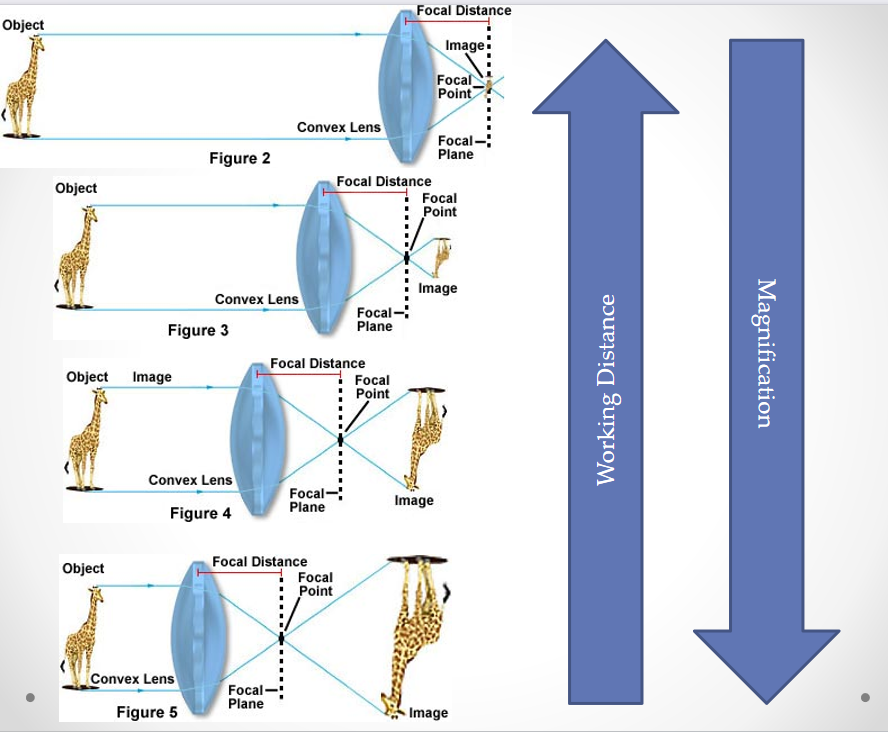 Object
Focal Distance
Image
Focal
Point
Convex Lens
Focal
Plane
Figure 2
Object
Focal Distance
Focal
Point
Convex Lens
Image
Focal
Plane
Figure 3
Object
Image
Focal Distance
Focal
Point
Convex Lens
Focal
Plane
Image
Figure 4
Object
Focal Distance
Focal
Point
Convex Lens
Focal
Plane
Image
Figure 5
Working Distance
Magnification